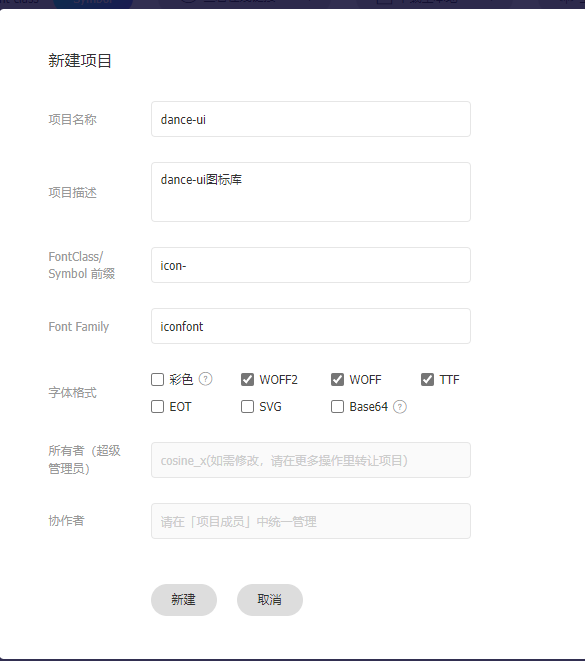 新建项目
项目名称
dance-ui
项目描述
dance-ui图标库
FontClass/
Symbol 前缀
icon-
Font Family
iconfont
字体格式
彩色 ?
WOFF2
WOFF
TTF
EOT
SVG
Base64 ?
所有者（超级
管理员）
cosine_x(如需修改，请在更多操作里转让项目)
协作者
请在「项目成员」中统一管理
新建
取消